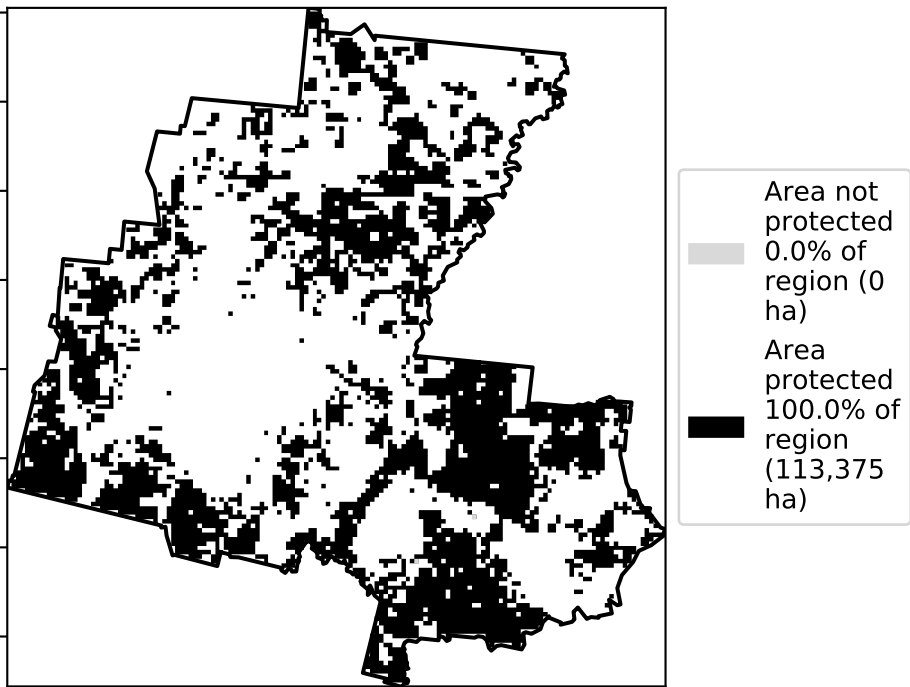 Area not
protected
0.0% of
region (0
ha)
Area
protected
100.0% of
region
(113,375
ha)